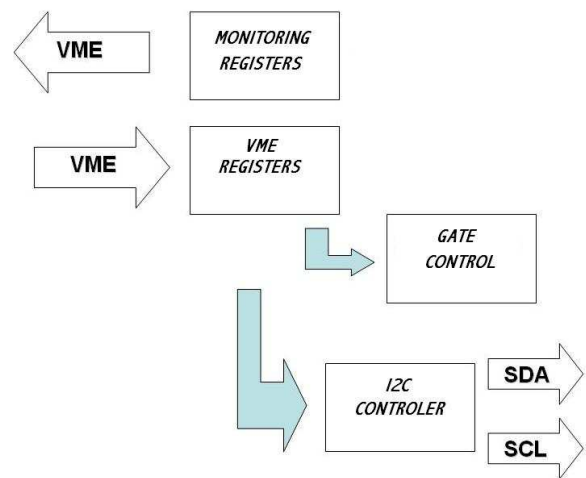 VME
MONITORING
REGISTERS
VME
VME
REGISTERS
GATE
CONTROL
I2C
CONTROLER
SDA
SCL